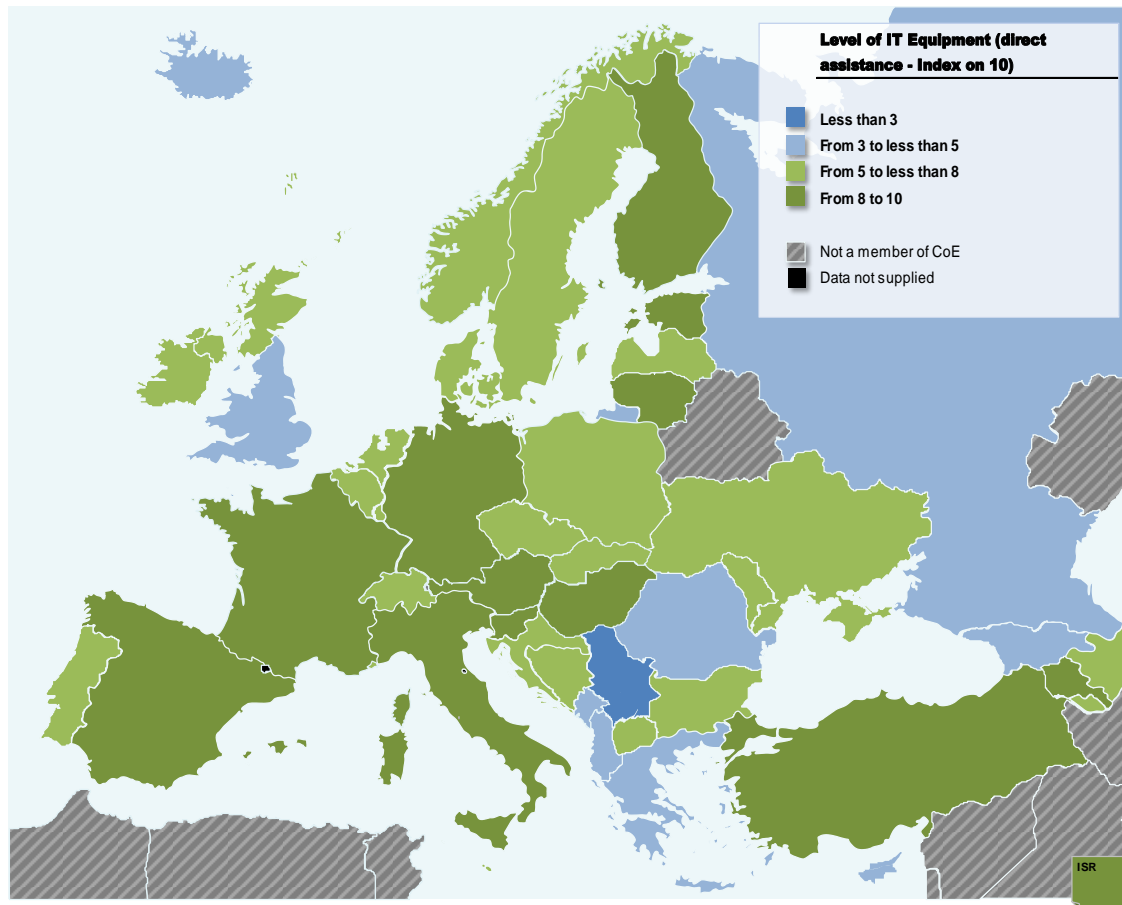 Level of IT Equipment (direct
assistance - Index on 10)
Less than 3
From 3 to less than 5
From 5 to less than 8
From 8 to 10
Not a member of CoE
Data not supplied
ISR